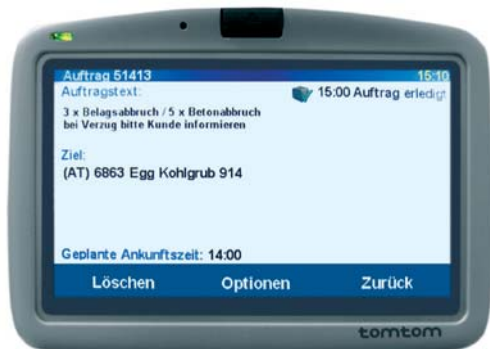 Auftrag 51413 15:10
Auftragstext: 15:00 Auftrag erledigt
3 x Belagsabbruch / 5 x Betonabbruch
bei Verzug bitte Kunde informieren
Ziel:
(AT) 6863 Egg Kohlgrub 914
Geplante Ankunftszeit: 14:00
Löschen Optionen Zurück
tomtom